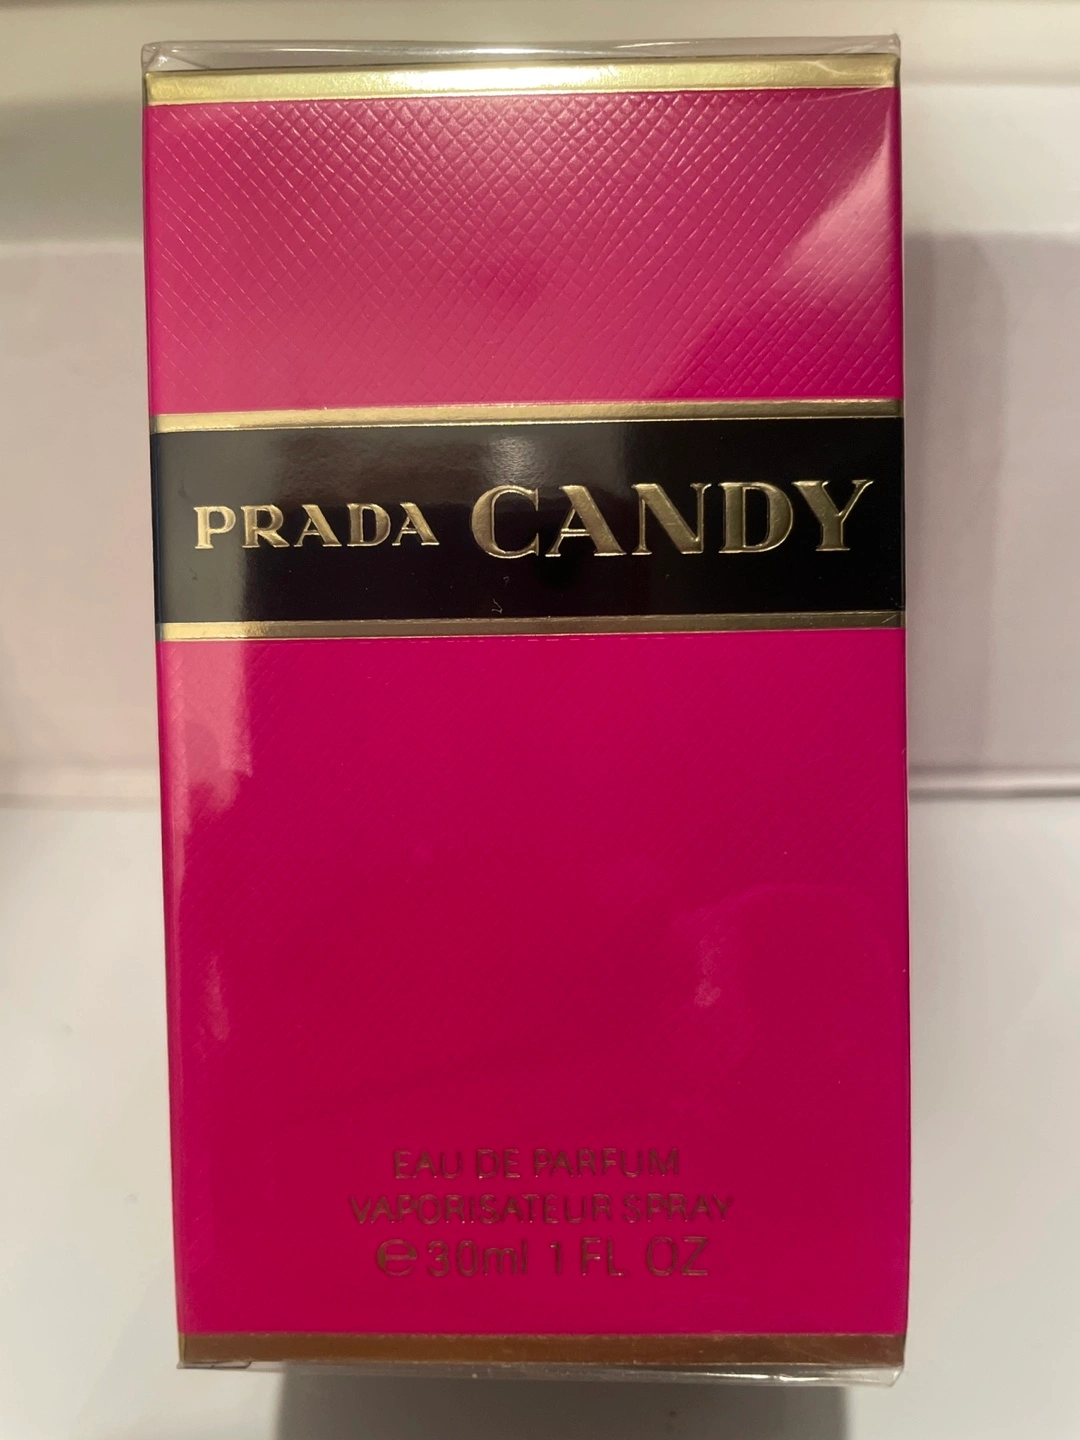 PRADA CANDY
EAU DE PARFUM
VAPORISATEUR SPRAY
℮ 30ml 1 FL OZ